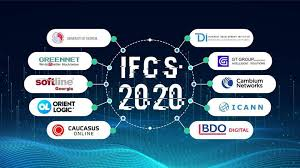 IFCS
2020
GREENNET
softline
Georgia
ORIENT
LOGIC
CAUCASUS
ONLINE
GT GROUP
Cambium
Networks
ICANN
BDO
DIGITAL